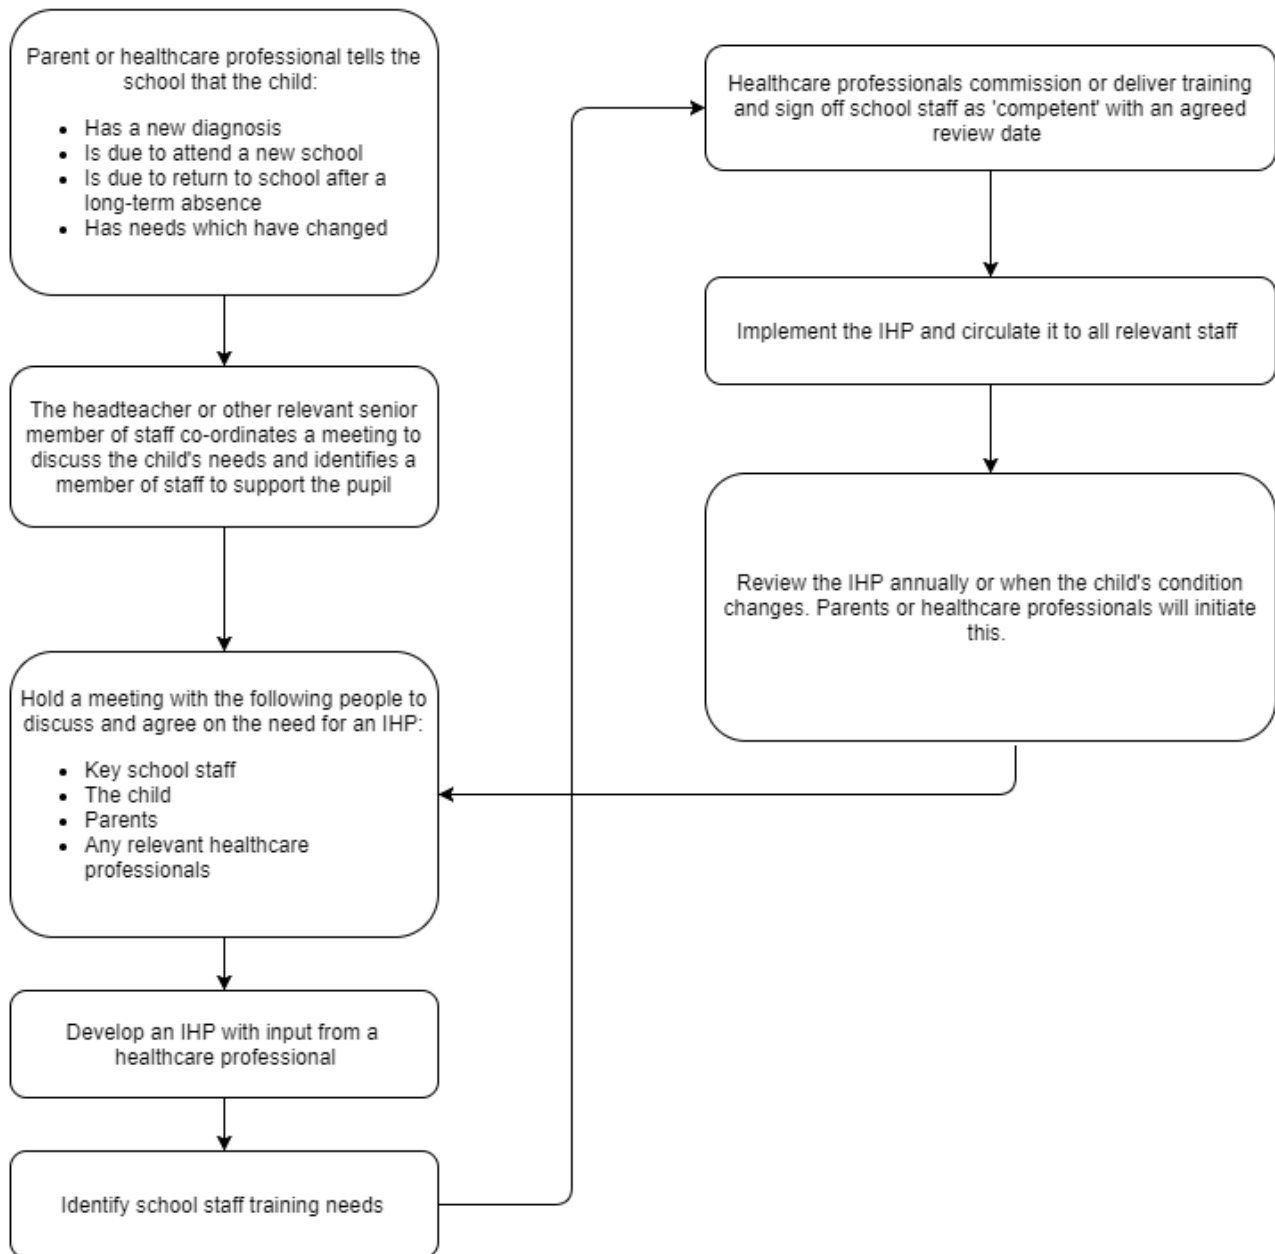 Parent or healthcare professional tells the
school that the child:
• Has a new diagnosis
• Is due to attend a new school
• Is due to return to school after a
long-term absence
• Has needs which have changed
The headteacher or other relevant senior
member of staff co-ordinates a meeting to
discuss the child's needs and identifies a
member of staff to support the pupil
Hold a meeting with the following people to
discuss and agree on the need for an IHP:
• Key school staff
• The child
• Parents
• Any relevant healthcare
professionals
Develop an IHP with input from a
healthcare professional
Identify school staff training needs
Healthcare professionals commission or deliver training
and sign off school staff as 'competent' with an agreed
review date
Implement the IHP and circulate it to all relevant staff
Review the IHP annually or when the child's condition
changes. Parents or healthcare professionals will initiate
this.